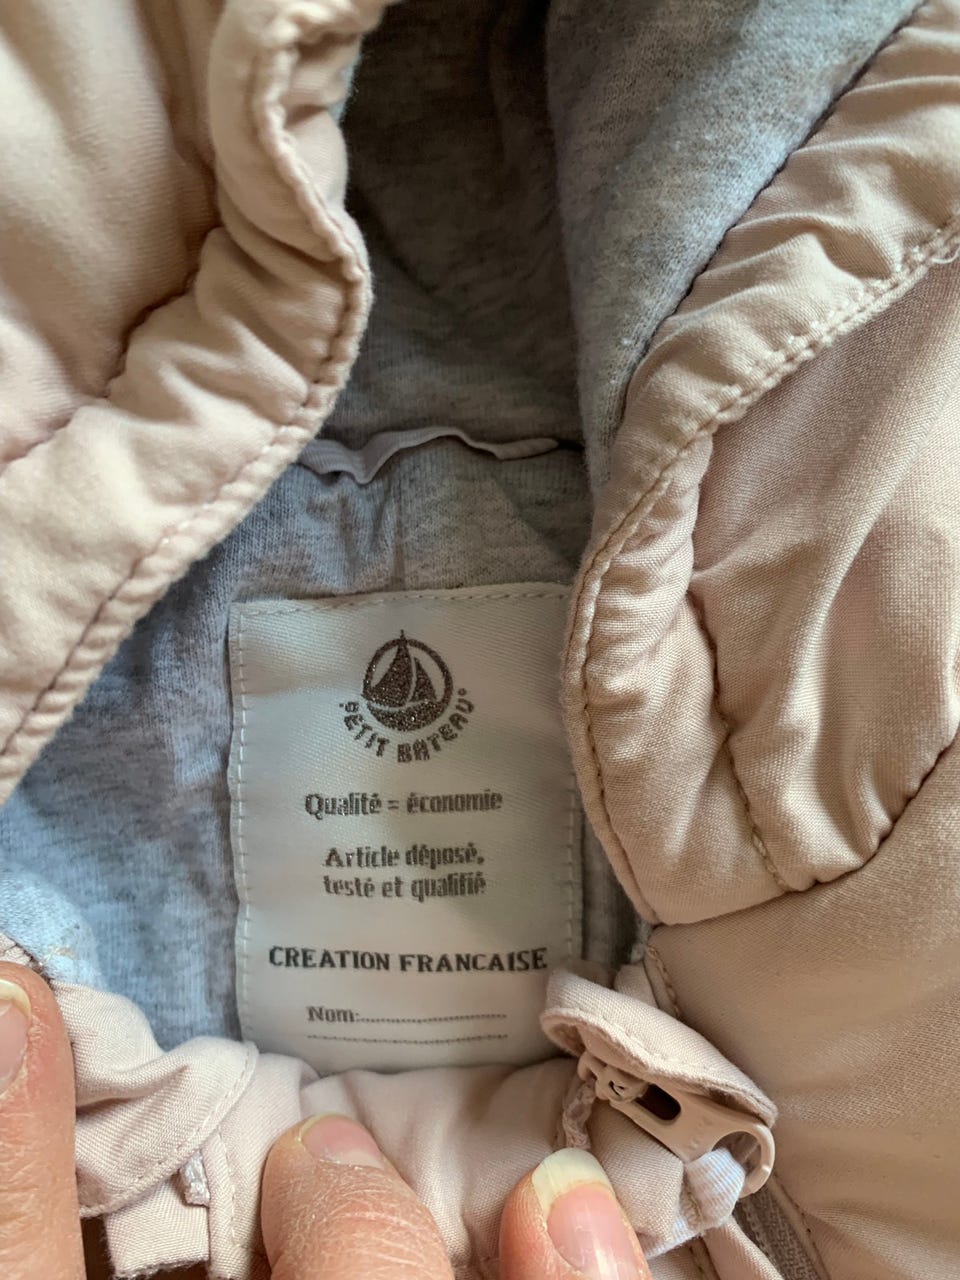 PETIT BATEAU
Qualité = économie
Article déposé,
testé et qualifié
CREATION FRANCAISE
Nom: